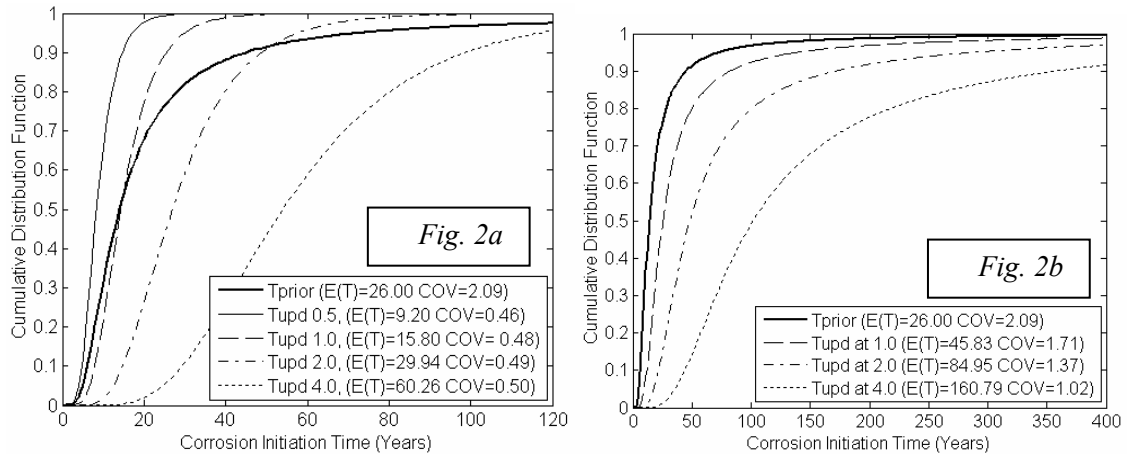 1
0.9
0.8
0.7
0.6
0.5
0.4
0.3
0.2
0.1
0
Cumulative Distribution Function
Fig. 2a
Tprior (E(T)=26.00 COV=2.09)
Tupd 0.5, (E(T)=9.20 COV=0.46)
Tupd 1.0, (E(T)=15.80 COV= 0.48)
Tupd 2.0, (E(T)=29.94 COV=0.49)
Tupd 4.0, (E(T)=60.26 COV=0.50)
0 20 40 60 80 100 120
Corrosion Initiation Time (Years)
1
0.9
0.8
0.7
0.6
0.5
0.4
0.3
0.2
0.1
0
Cumulative Distribution Function
Fig. 2b
Tprior (E(T)=26.00 COV=2.09)
Tupd at 1.0 (E(T)=45.83 COV=1.71)
Tupd at 2.0 (E(T)=84.95 COV=1.37)
Tupd at 4.0 (E(T)=160.79 COV=1.02)
0 50 100 150 200 250 300 350 400
Corrosion Initiation Time (Years)